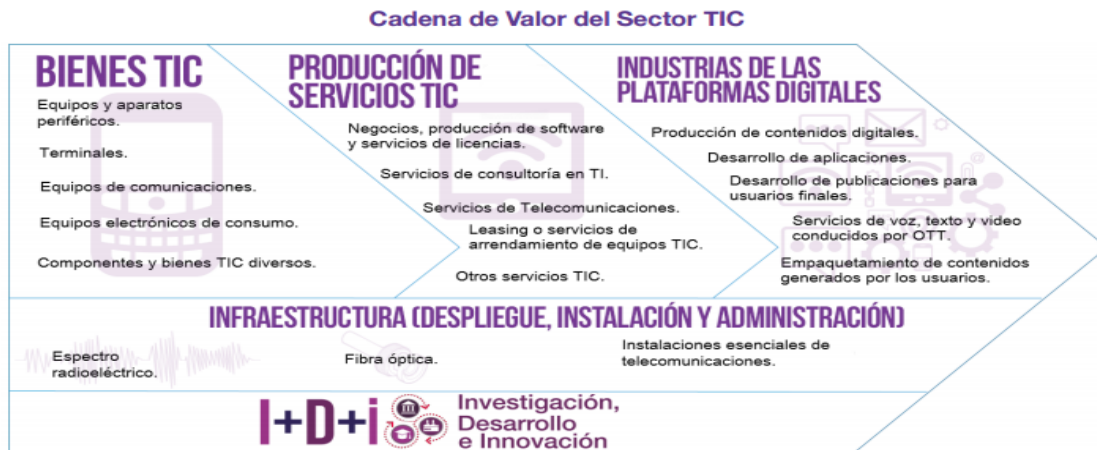 Cadena de Valor del Sector TIC
BIENES TIC
Equipos y aparatos
periféricos.
Terminales.
Equipos de comunicaciones.
Equipos electrónicos de consumo.
Componentes y bienes TIC diversos.
PRODUCCIÓN DE
SERVICIOS TIC
Negocios, producción de software
y servicios de licencias.
Servicios de consultoría en TI.
Servicios de Telecomunicaciones.
Leasing o servicios de
arrendamiento de equipos TIC.
Otros servicios TIC.
INDUSTRIAS DE LAS
PLATAFORMAS DIGITALES
Producción de contenidos digitales.
Desarrollo de aplicaciones.
Desarrollo de publicaciones para
usuarios finales.
Servicios de voz, texto y video
conducidos por OTT.
Empaquetamiento de contenidos
generados por los usuarios.
INFRAESTRUCTURA (DESPLIEGUE, INSTALACIÓN Y ADMINISTRACIÓN)
Espectro
radioeléctrico.
Fibra óptica.
Instalaciones esenciales de
telecomunicaciones.
I+D+i
Investigación,
Desarrollo
e Innovación